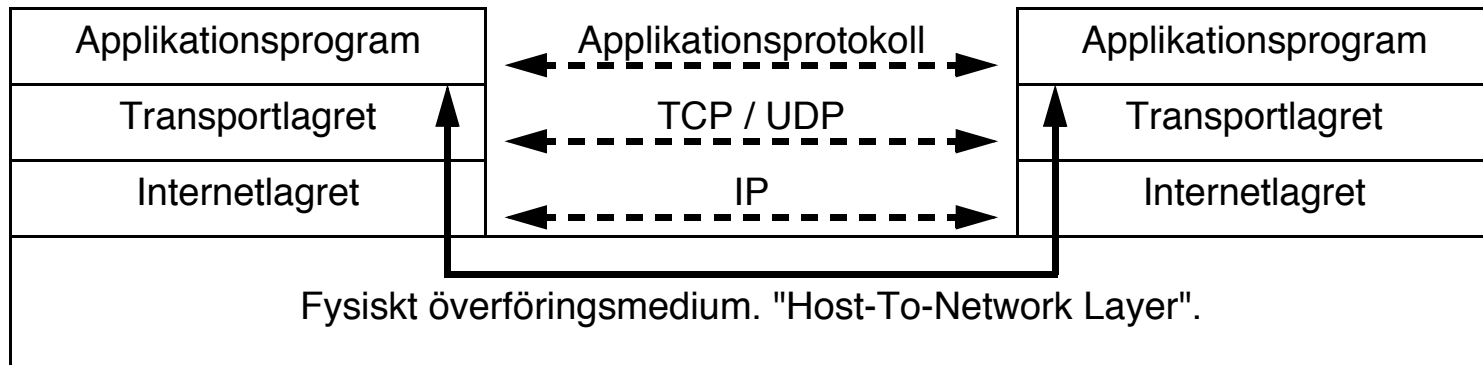 Applikationsprogram Applikationsprotokoll Applikationsprogram
Transportlagret TCP / UDP Transportlagret
Internetlagret IP Internetlagret
Fysiskt överföringsmedium. "Host-To-Network Layer".